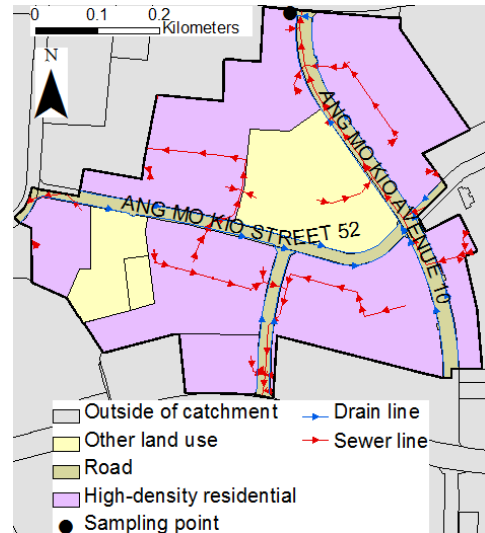 0 0.1 0.2
Kilometers
N
ANG MO KIO AVENUE 10
ANG MO KIO STREET 52
Outside of catchment
Other land use
Road
High-density residential
Sampling point
Drain line
Sewer line